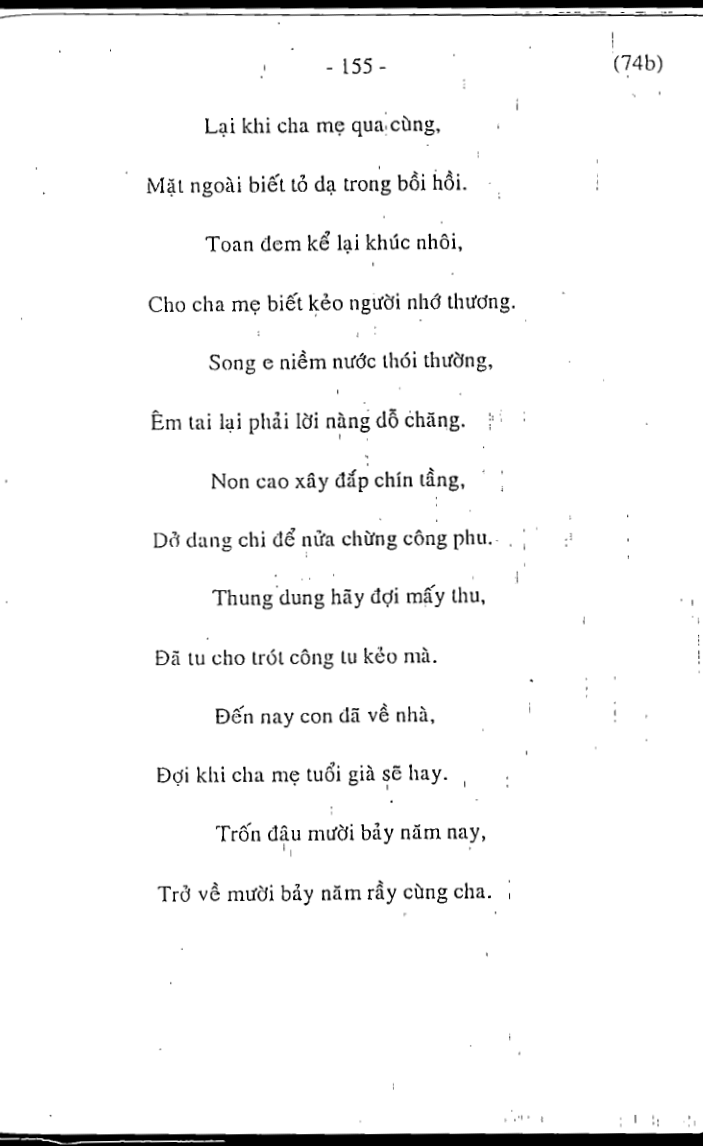 - 155 -
(74b)
Lại khi cha mẹ qua cùng,
Mặt ngoài biết tỏ dạ trong bồi hồi.
Toan đem kể lại khúc nhôi,
Cho cha mẹ biết kẻo người nhớ thương.
Song e niềm nước thói thường,
Êm tai lại phải lời nàng dỗ chăng.
Non cao xây đắp chín tầng,
Dở dang chi để nửa chừng công phu.
Thung dung hãy đợi mấy thu,
Đã tu cho trót công tu kẻo mà.
Đến nay con đã về nhà,
Đợi khi cha mẹ tuổi già sẽ hay.
Trốn đâu mười bảy năm nay,
Trở về mười bảy năm rầy cùng cha.